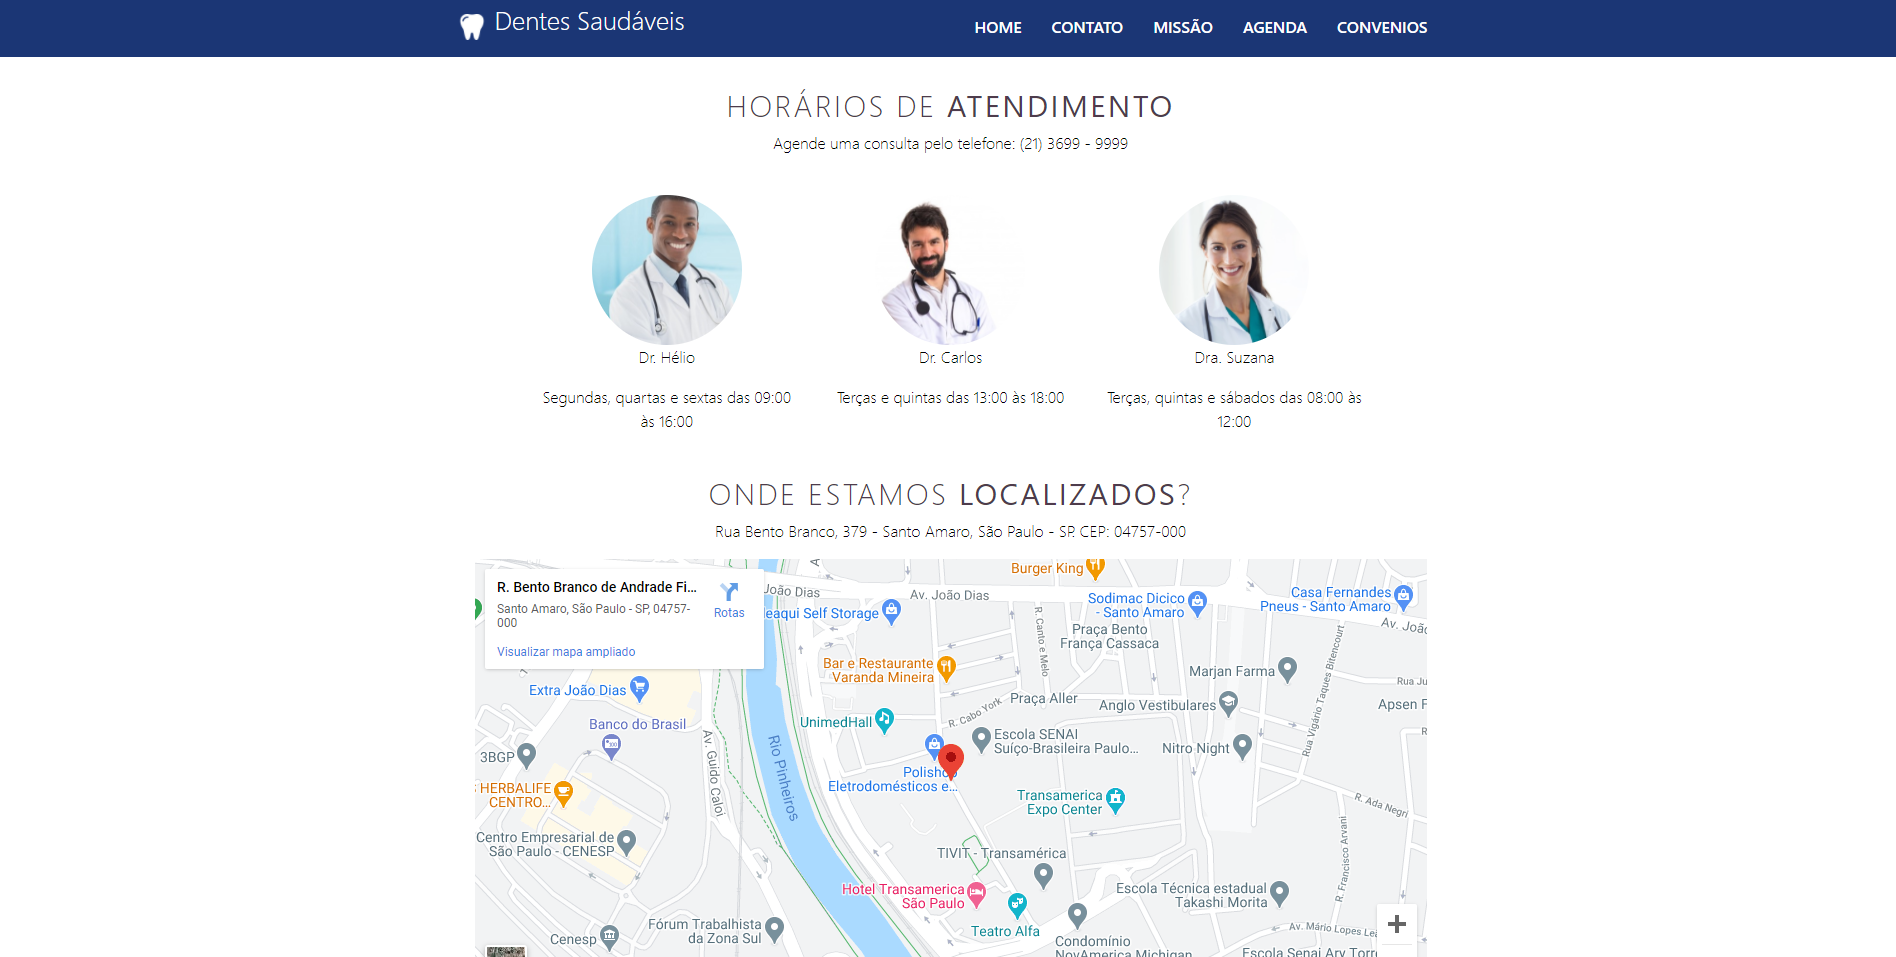 Dentes Saudáveis
HOME CONTATO MISSÃO AGENDA CONVENIOS
HORÁRIOS DE ATENDIMENTO
Agende uma consulta pelo telefone: (21) 3699 - 9999
Dr. Hélio
Segundas, quartas e sextas das 09:00
às 16:00
Dr. Carlos
Terças e quintas das 13:00 às 18:00
Dra. Suzana
Terças, quintas e sábados das 08:00 às
12:00
ONDE ESTAMOS LOCALIZADOS?
Rua Bento Branco, 379 - Santo Amaro, São Paulo - SP. CEP: 04757-000
R. Bento Branco de Andrade Fi...
Santo Amaro, São Paulo - SP, 04757-
000
Rotas
Visualizar mapa ampliado
Burger King
João Dias
Av. João Dias
Self Storage
Sodimac Dicico
- Santo Amaro
Casa Fernandes
Pneus - Santo Amaro
Praça Bento
França Cassaca
R. Canto e Melo
Bar e Restaurante
Varanda Mineira
Marjan Farma
R. Vigário Taques Bittencourt
Extra João Dias
Praça Aller
Anglo Vestibulares
Apsen
Banco do Brasil
UnimedHall
R. Cabo York
Escola SENAI
Suíço-Brasileira Paulo...
Nitro Night
3BGP
Av. Guido Caloi
Rio Pinheiros
Polishop
Eletrodomésticos e...
HERBALIFE
CENTRO...
Transamerica
Expo Center
R. Ada Negri
Centro Empresarial de
São Paulo - CENESP
R. Francisco Arvani
TIVIT - Transamérica
Hotel Transamerica
São Paulo
Escola Técnica estadual
Takashi Morita
Fórum Trabalhista
da Zona Sul
Cenesp
Teatro Alfa
Condomínio
NovAmerica Michigan
Av. Mário Lopes
Escola Senai Ary Torre